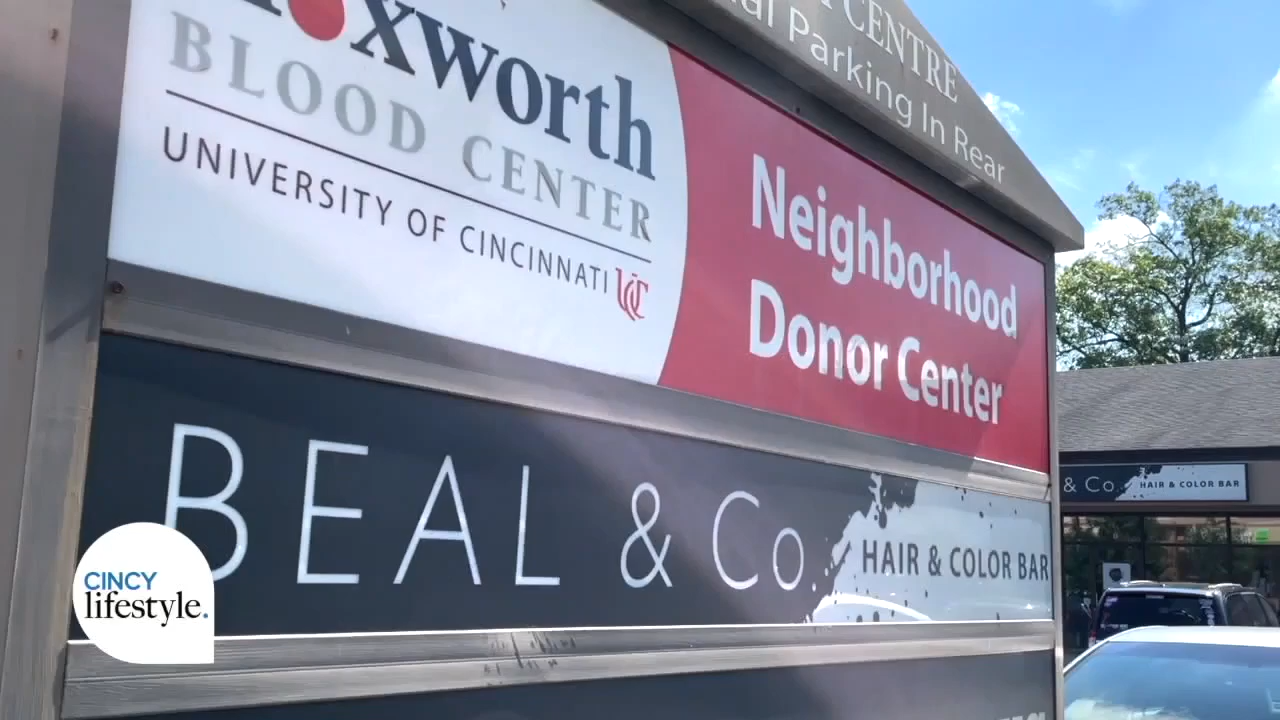 CENTRE
Parking In Rear
BLOOD CENTER
UNIVERSITY OF CINCINNATI UC
Neighborhood
Donor Center
BEAL & Co HAIR & COLOR BAR
& Co HAIR & COLOR BAR
CINCY
lifestyle.